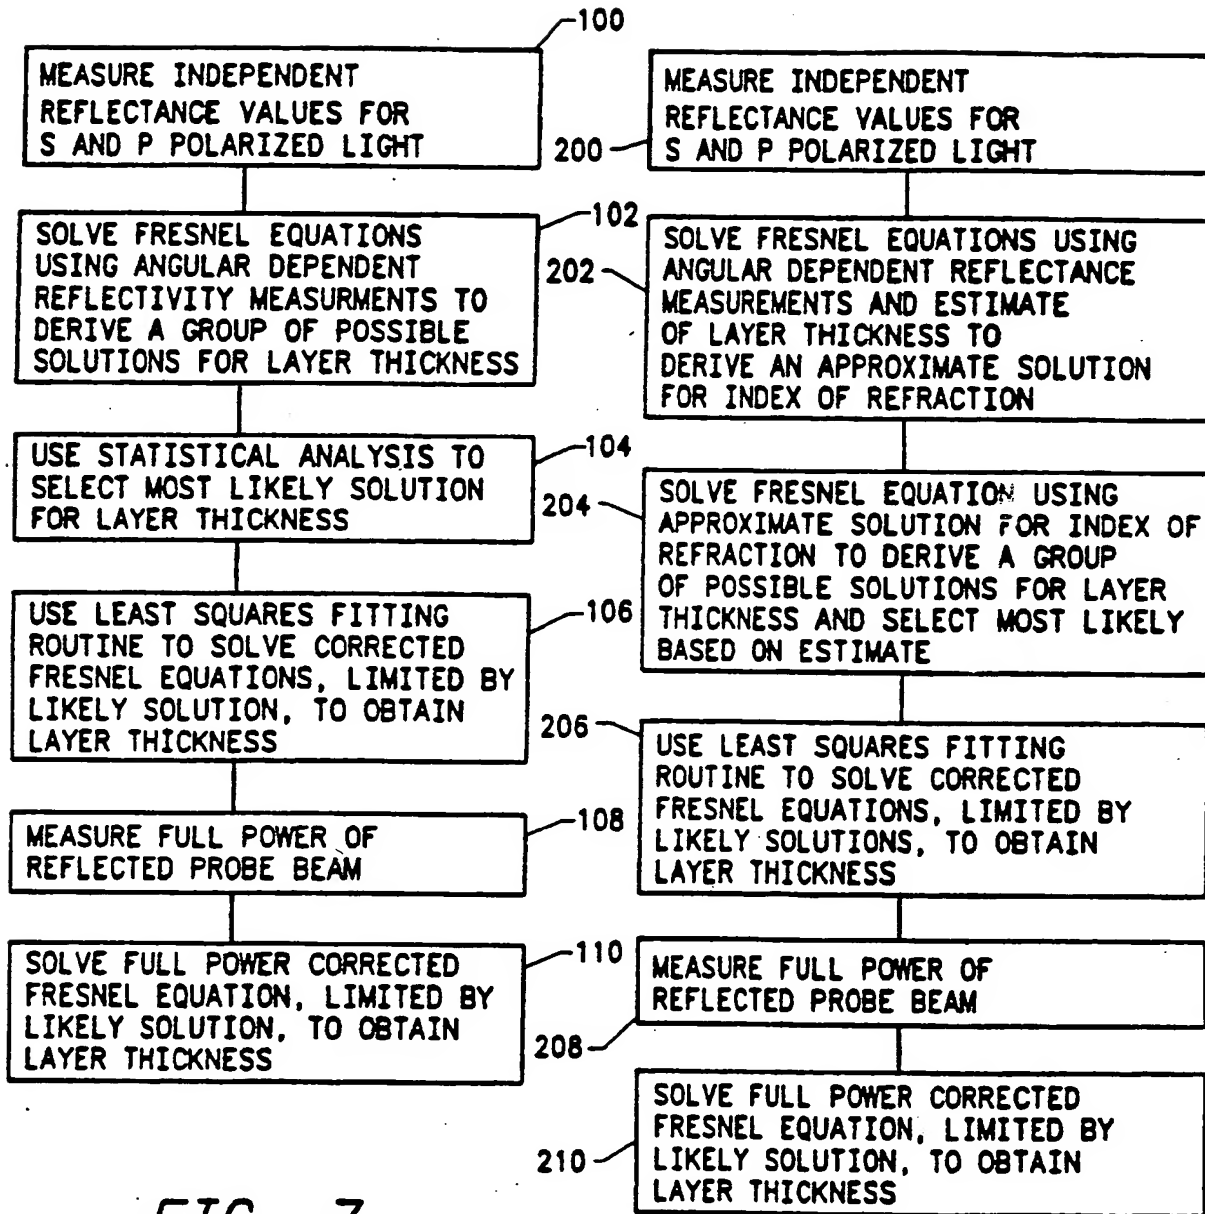 100
MEASURE INDEPENDENT
REFLECTANCE VALUES FOR
S AND P POLARIZED LIGHT
102
SOLVE FRESNEL EQUATIONS
USING ANGULAR DEPENDENT
REFLECTIVITY MEASURMENTS TO
DERIVE A GROUP OF POSSIBLE
SOLUTIONS FOR LAYER THICKNESS
104
USE STATISTICAL ANALYSIS TO
SELECT MOST LIKELY SOLUTION
FOR LAYER THICKNESS
106
USE LEAST SQUARES FITTING
ROUTINE TO SOLVE CORRECTED
FRESNEL EQUATIONS, LIMITED BY
LIKELY SOLUTION, TO OBTAIN
LAYER THICKNESS
108
MEASURE FULL POWER OF
REFLECTED PROBE BEAM
110
SOLVE FULL POWER CORRECTED
FRESNEL EQUATION, LIMITED BY
LIKELY SOLUTION, TO OBTAIN
LAYER THICKNESS
200
MEASURE INDEPENDENT
REFLECTANCE VALUES FOR
S AND P POLARIZED LIGHT
202
SOLVE FRESNEL EQUATIONS USING
ANGULAR DEPENDENT REFLECTANCE
MEASUREMENTS AND ESTIMATE
OF LAYER THICKNESS TO
DERIVE AN APPROXIMATE SOLUTION
FOR INDEX OF REFRACTION
204
SOLVE FRESNEL EQUATION USING
APPROXIMATE SOLUTION FOR INDEX OF
REFRACTION TO DERIVE A GROUP
OF POSSIBLE SOLUTIONS FOR LAYER
THICKNESS AND SELECT MOST LIKELY
BASED ON ESTIMATE
206
USE LEAST SQUARES FITTING
ROUTINE TO SOLVE CORRECTED
FRESNEL EQUATIONS, LIMITED BY
LIKELY SOLUTIONS, TO OBTAIN
LAYER THICKNESS
208
MEASURE FULL POWER OF
REFLECTED PROBE BEAM
210
SOLVE FULL POWER CORRECTED
FRESNEL EQUATION, LIMITED BY
LIKELY SOLUTION, TO OBTAIN
LAYER THICKNESS